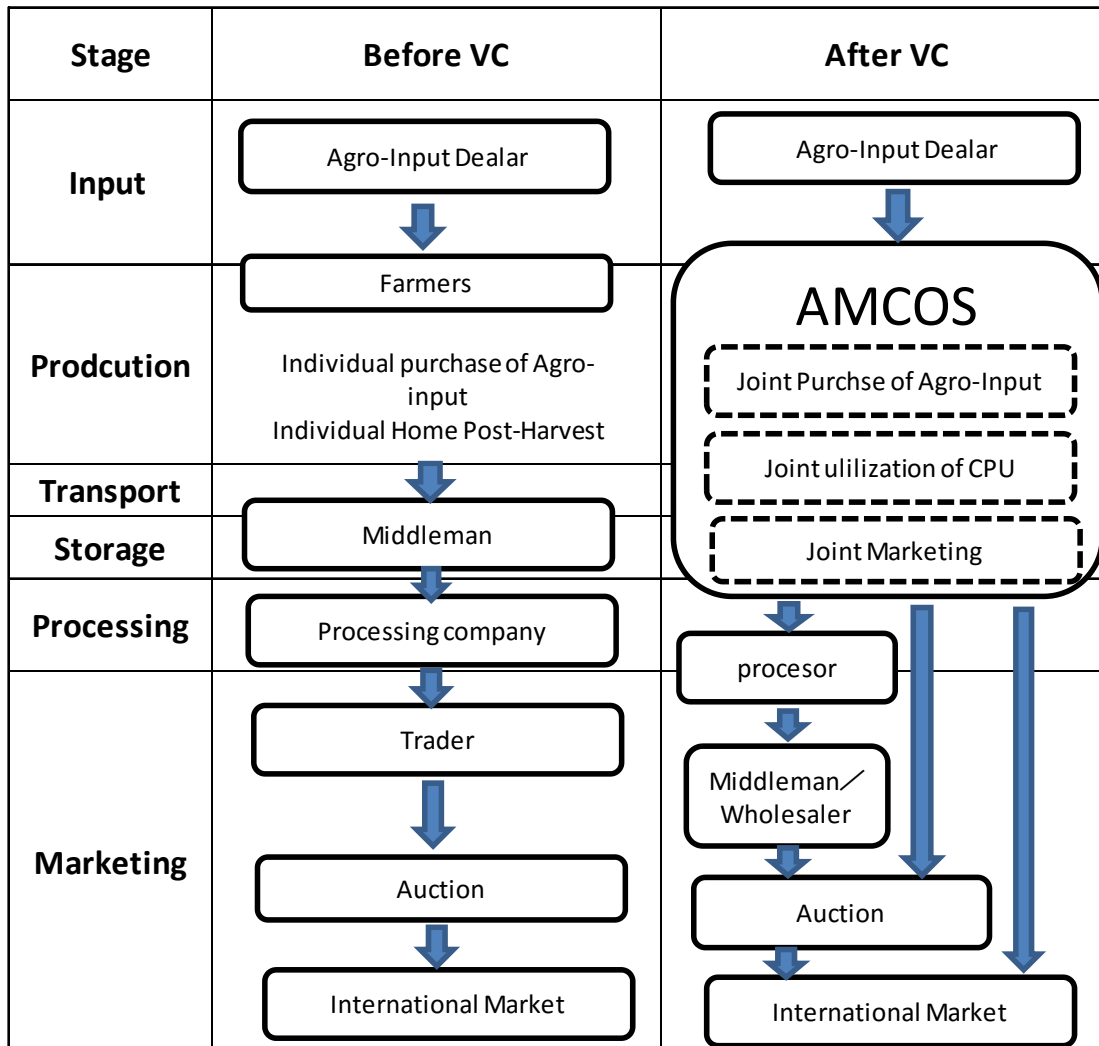 Stage
Before VC
After VC
Input
Agro-Input Dealar
Agro-Input Dealar
Prodcution
Farmers
Individual purchase of Agro-
input
Individual Home Post-Harvest
AMCOS
Joint Purchse of Agro-Input
Joint ulilization of CPU
Joint Marketing
Transport
Storage
Middleman
Processing
Processing company
procesor
Marketing
Trader
Middleman／
Wholesaler
Auction
Auction
International Market
International Market